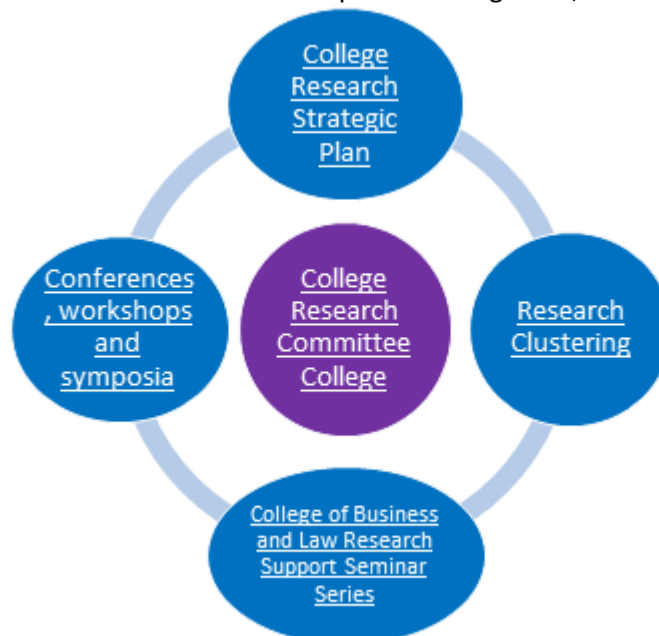 College
Research
Strategic
Plan
Conferences
, workshops
and
symposia
College
Research
Committee
College
Research
Clustering
College of Business
and Law Research
Support Seminar
Series